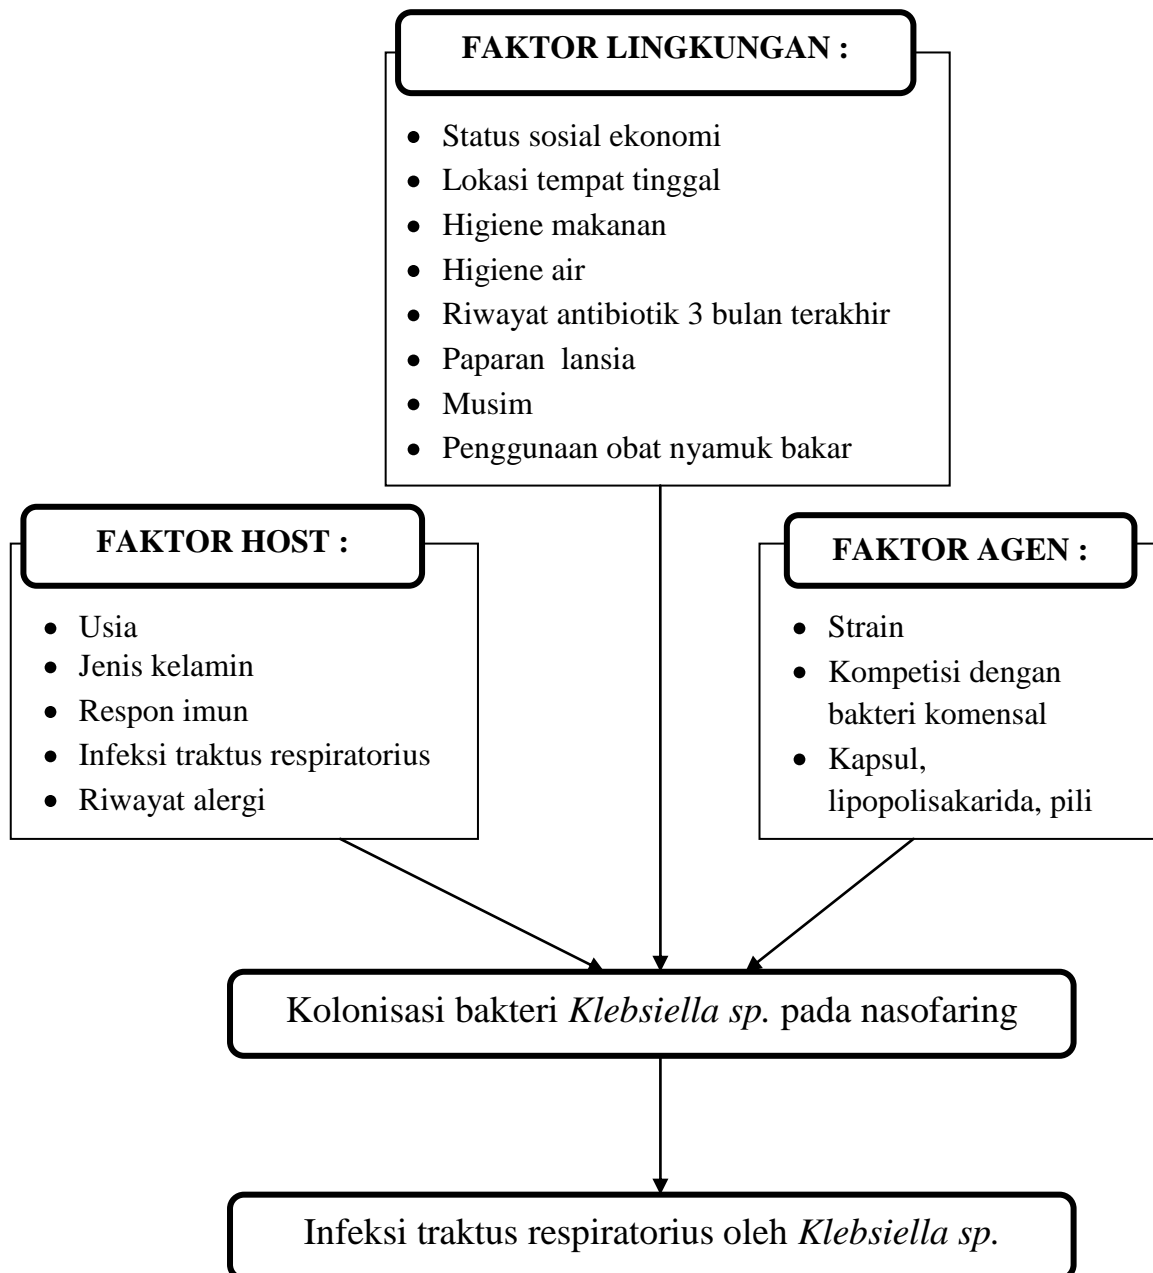 FAKTOR LINGKUNGAN :
• Status sosial ekonomi
• Lokasi tempat tinggal
• Higiene makanan
• Higiene air
• Riwayat antibiotik 3 bulan terakhir
• Paparan lansia
• Musim
• Penggunaan obat nyamuk bakar
FAKTOR HOST :
• Usia
• Jenis kelamin
• Respon imun
• Infeksi traktus respiratorius
• Riwayat alergi
FAKTOR AGEN :
• Strain
• Kompetisi dengan
bakteri komensal
• Kapsul,
lipopolisakarida, pili
Kolonisasi bakteri Klebsiella sp. pada nasofaring
Infeksi traktus respiratorius oleh Klebsiella sp.